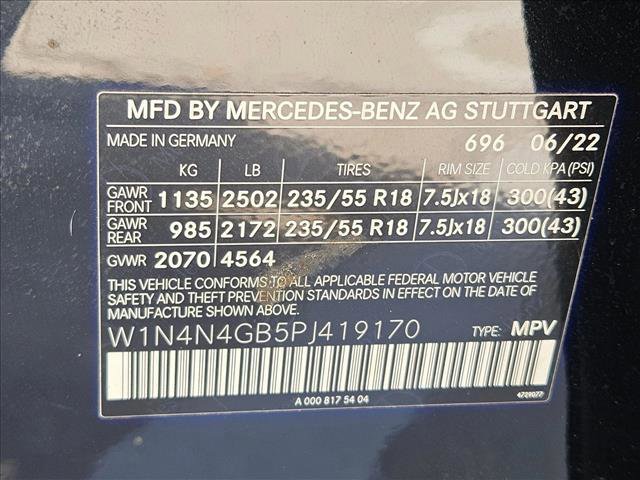 MFD BY MERCEDES-BENZ AG STUTTGART
MADE IN GERMANY 696 06/22
KG LB TIRES RIM SIZE COLD KPA (PSI)
GAWR FRONT 1135 2502 235/55 R18 7.5Jx18 300(43)
GAWR REAR 985 2172 235/55 R18 7.5Jx18 300(43)
GVWR 2070 4564
THIS VEHICLE CONFORMS TO ALL APPLICABLE FEDERAL MOTOR VEHICLE
SAFETY AND THEFT PREVENTION STANDARDS IN EFFECT ON THE DATE OF
MANUFACTURE SHOWN ABOVE.
W1N4N4GB5PJ419170 TYPE: MPV
A 000 817 54 04 4729077